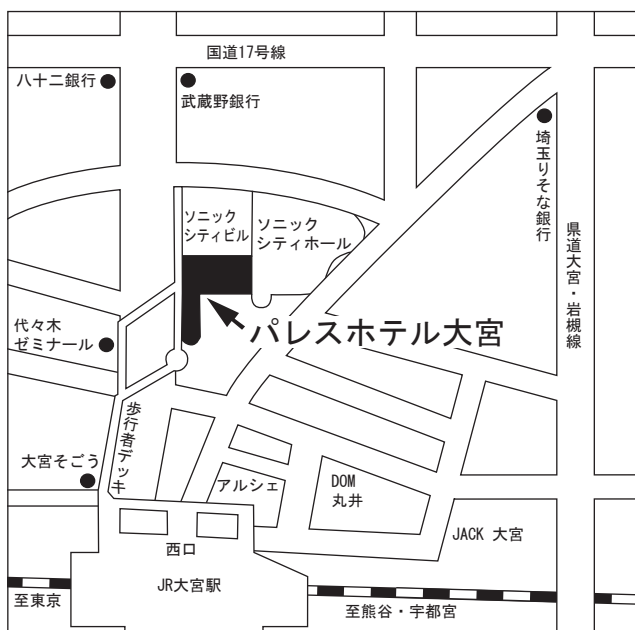 国道17号線
八十二銀行
武蔵野銀行
埼玉りそな銀行
県道大宮・岩槻線
ソニック
シティビル
ソニック
シティホール
パレスホテル大宮
代々木
ゼミナール
歩行者デッキ
大宮そごう
アルシェ
DOM
丸井
JACK 大宮
西口
JR大宮駅
至東京
至熊谷・宇都宮